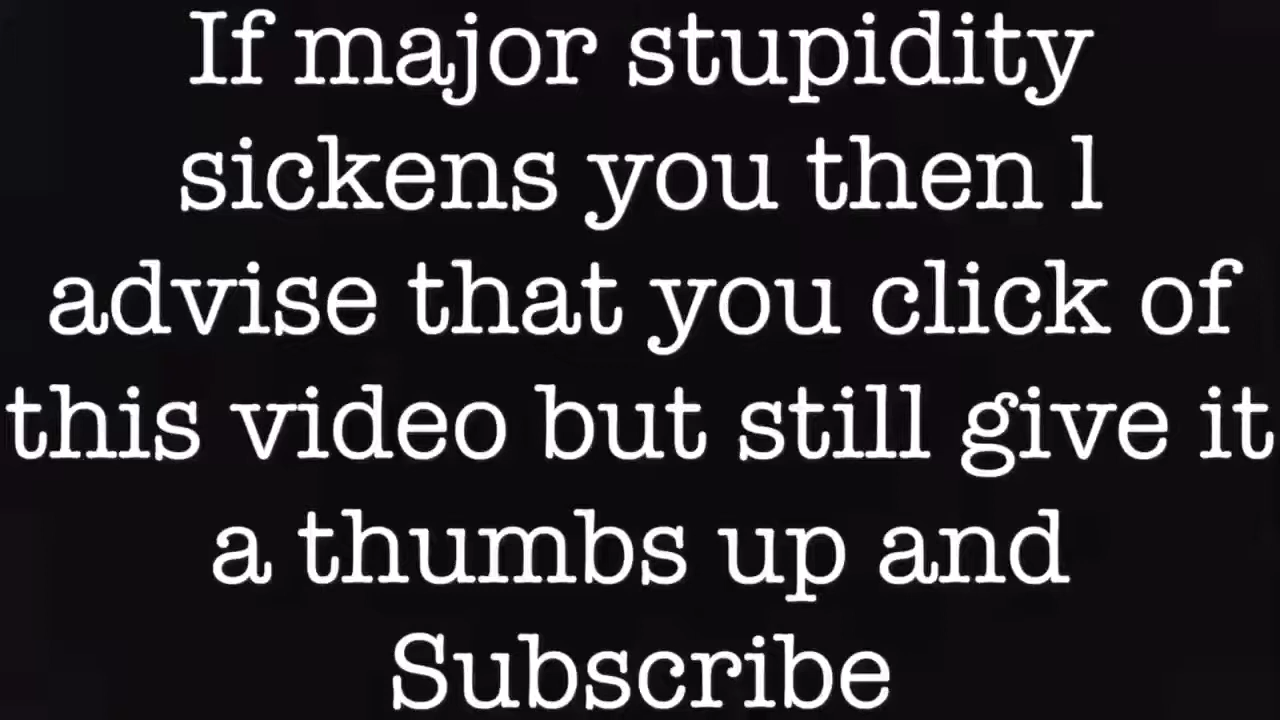 If major stupidity
sickens you then l
advise that you click of
this video but still give it
a thumbs up and
Subscribe